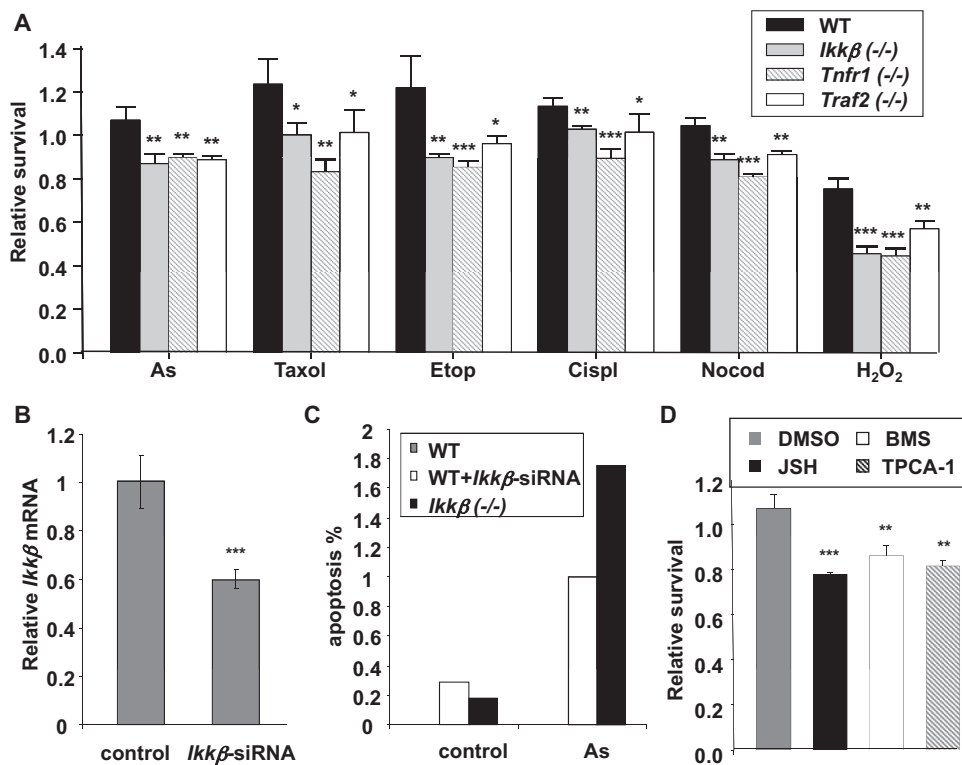 A
WT
Ikkβ (-/-)
Tnfr1 (-/-)
Traf2 (-/-)
Relative survival
1.4
1.2
1.0
0.8
0.6
0.4
0.2
0.0
** ** **
* ** *
** *** *
** *** *
** *** **
*** *** **
As Taxol Etop Cispl Nocod H₂O₂
B
Relative Ikkβ mRNA
1.2
1
0.8
0.6
0.4
0.2
0
***
control Ikkβ-siRNA
C
WT
WT+Ikkβ-siRNA
Ikkβ (-/-)
apoptosis %
2
1.8
1.6
1.4
1.2
1
0.8
0.6
0.4
0.2
0
control As
D
DMSO BMS
JSH TPCA-1
Relative survival
1.2
1.0
0.8
0.6
0.4
0.2
0.0
*** ** **